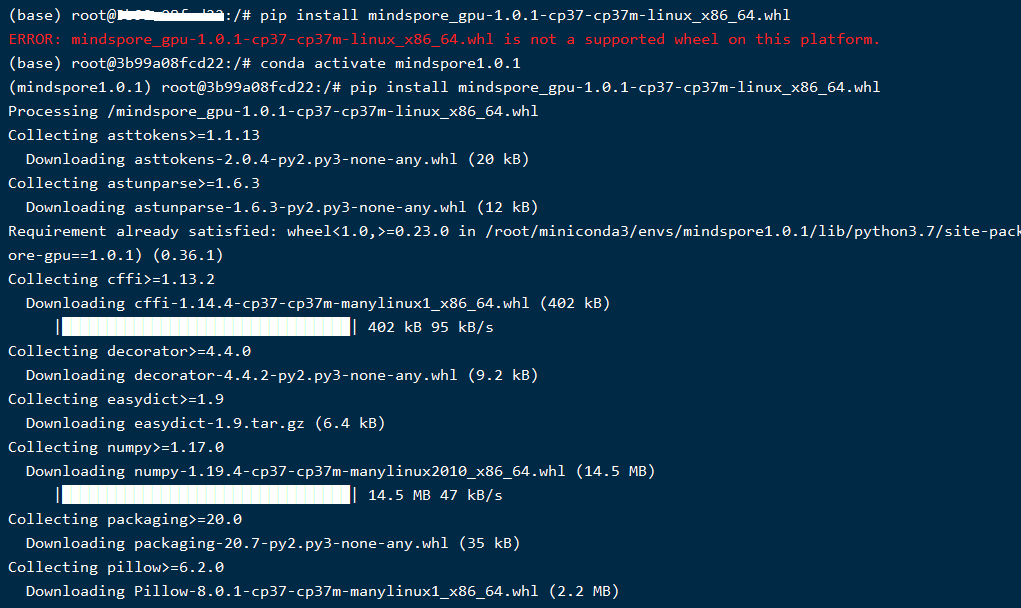 (base) root@:/# pip install mindspore_gpu-1.0.1-cp37-cp37m-linux_x86_64.whl
ERROR: mindspore_gpu-1.0.1-cp37-cp37m-linux_x86_64.whl is not a supported wheel on this platform.
(base) root@3b99a08fcd22:/# conda activate mindspore1.0.1
(mindspore1.0.1) root@3b99a08fcd22:/# pip install mindspore_gpu-1.0.1-cp37-cp37m-linux_x86_64.whl
Processing /mindspore_gpu-1.0.1-cp37-cp37m-linux_x86_64.whl
Collecting asttokens>=1.1.13
Downloading asttokens-2.0.4-py2.py3-none-any.whl (20 kB)
Collecting astunparse>=1.6.3
Downloading astunparse-1.6.3-py2.py3-none-any.whl (12 kB)
Requirement already satisfied: wheel<1.0,>=0.23.0 in /root/miniconda3/envs/mindspore1.0.1/lib/python3.7/site-pack
ore-gpu==1.0.1) (0.36.1)
Collecting cffi>=1.13.2
Downloading cffi-1.14.4-cp37-cp37m-manylinux1_x86_64.whl (402 kB)
|████████████████████████████████| 402 kB 95 kB/s
Collecting decorator>=4.4.0
Downloading decorator-4.4.2-py2.py3-none-any.whl (9.2 kB)
Collecting easydict>=1.9
Downloading easydict-1.9.tar.gz (6.4 kB)
Collecting numpy>=1.17.0
Downloading numpy-1.19.4-cp37-cp37m-manylinux2010_x86_64.whl (14.5 MB)
|████████████████████████████████| 14.5 MB 47 kB/s
Collecting packaging>=20.0
Downloading packaging-20.7-py2.py3-none-any.whl (35 kB)
Collecting pillow>=6.2.0
Downloading Pillow-8.0.1-cp37-cp37m-manylinux1_x86_64.whl (2.2 MB)